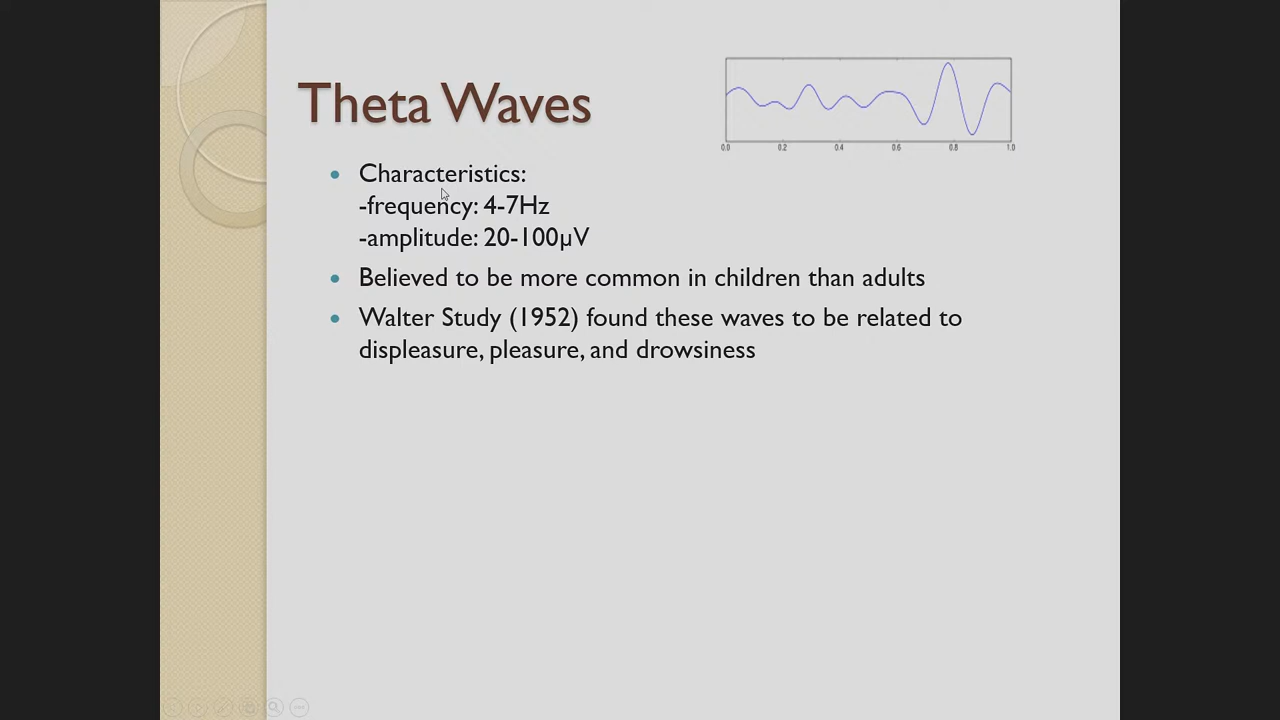 Theta Waves
0.0 0.2 0.4 0.6 0.8 1.0
Characteristics:
-frequency: 4-7Hz
-amplitude: 20-100µV
Believed to be more common in children than adults
Walter Study (1952) found these waves to be related to
displeasure, pleasure, and drowsiness